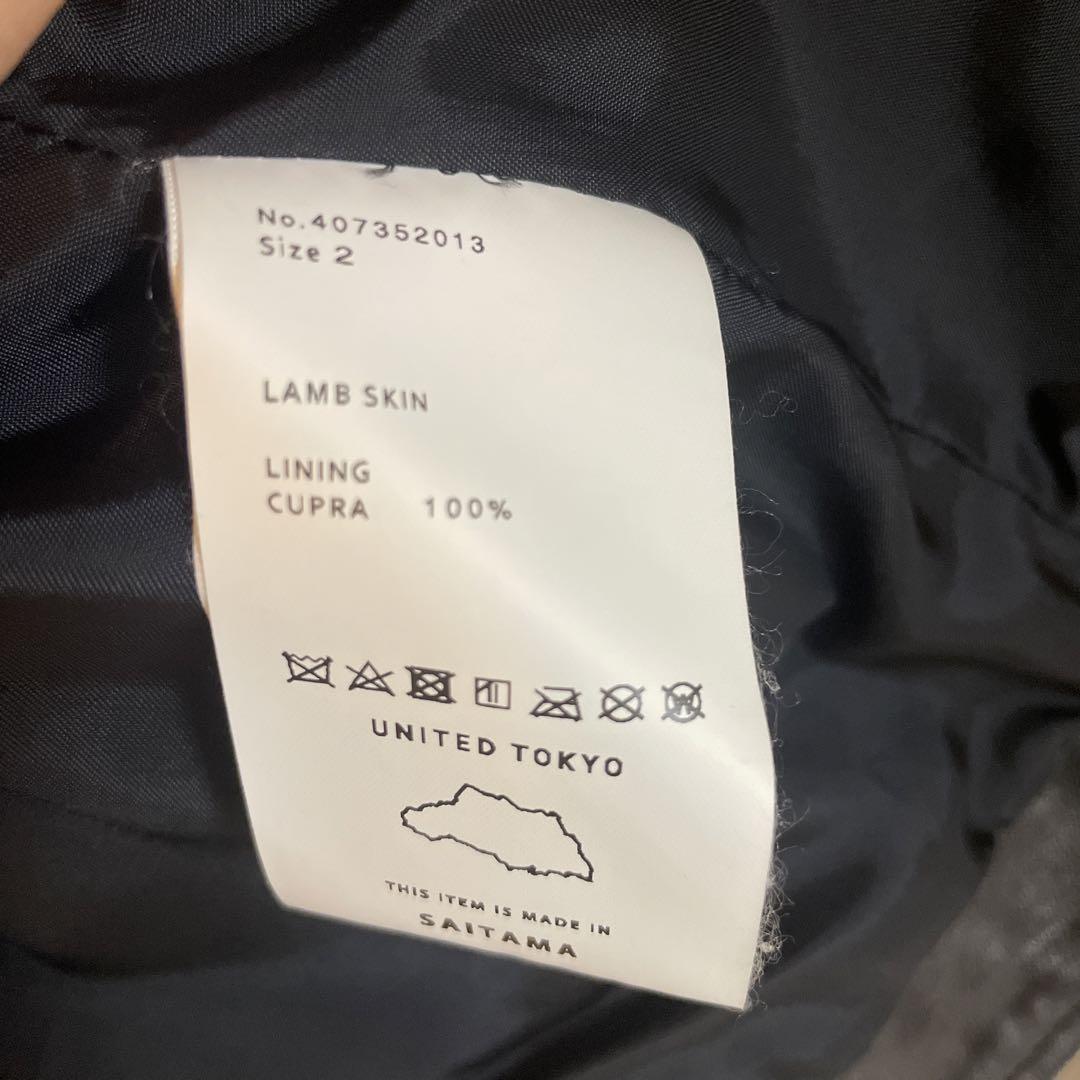 No.407352013
Size 2
LAMB SKIN
LINING
CUPRA 100%
UNITED TOKYO
THIS ITEM IS MADE IN
SAITAMA